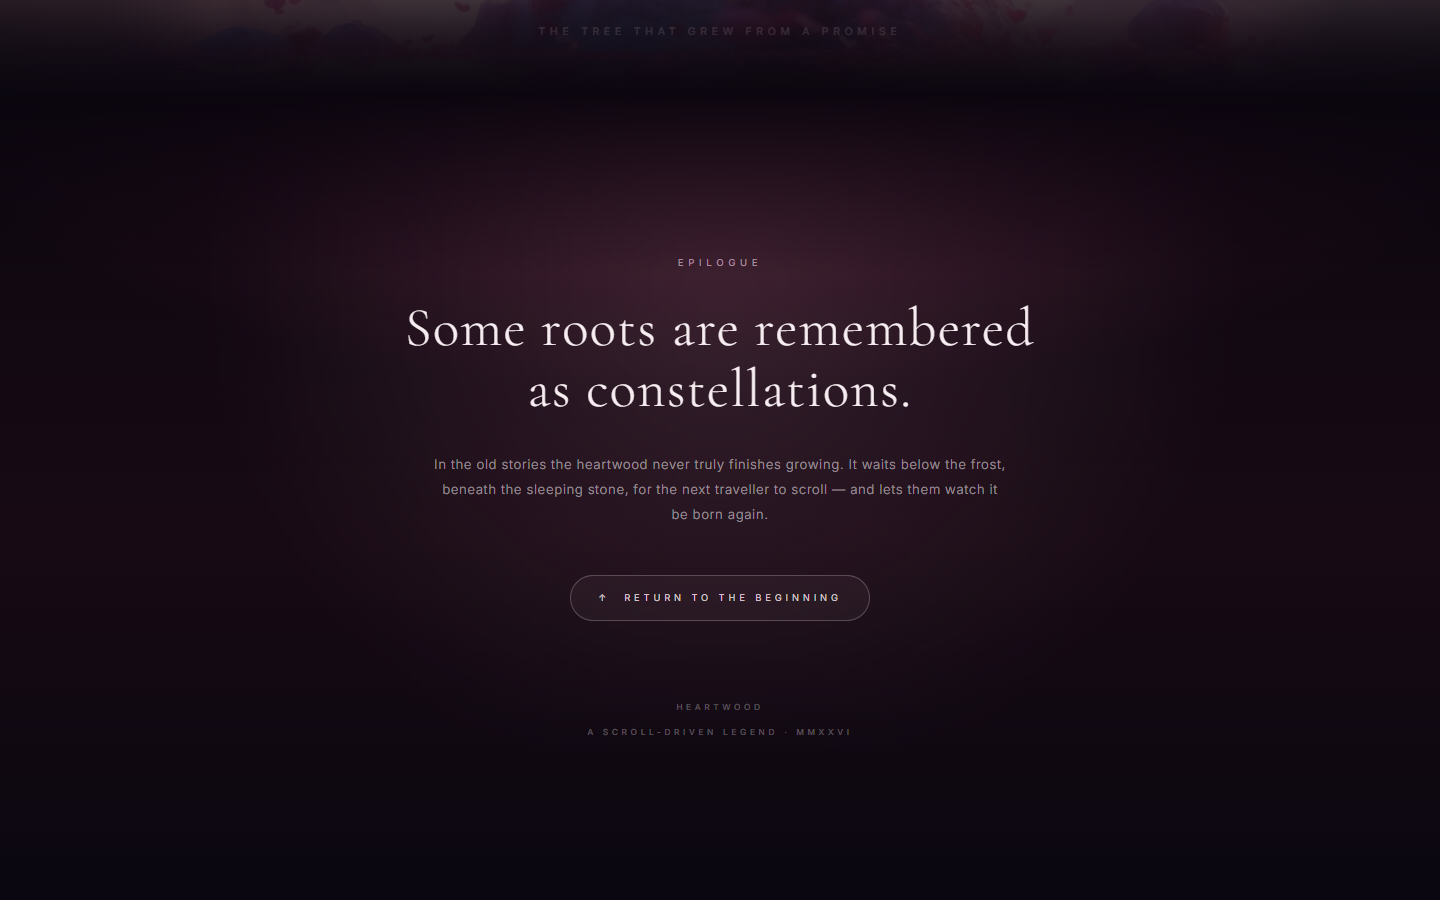 THE TREE THAT GREW FROM A PROMISE
EPILOGUE
Some roots are remembered
as constellations.
In the old stories the heartwood never truly finishes growing. It waits below the frost,
beneath the sleeping stone, for the next traveller to scroll — and lets them watch it
be born again.
↑ RETURN TO THE BEGINNING
HEARTWOOD
A SCROLL-DRIVEN LEGEND · MMXXVI